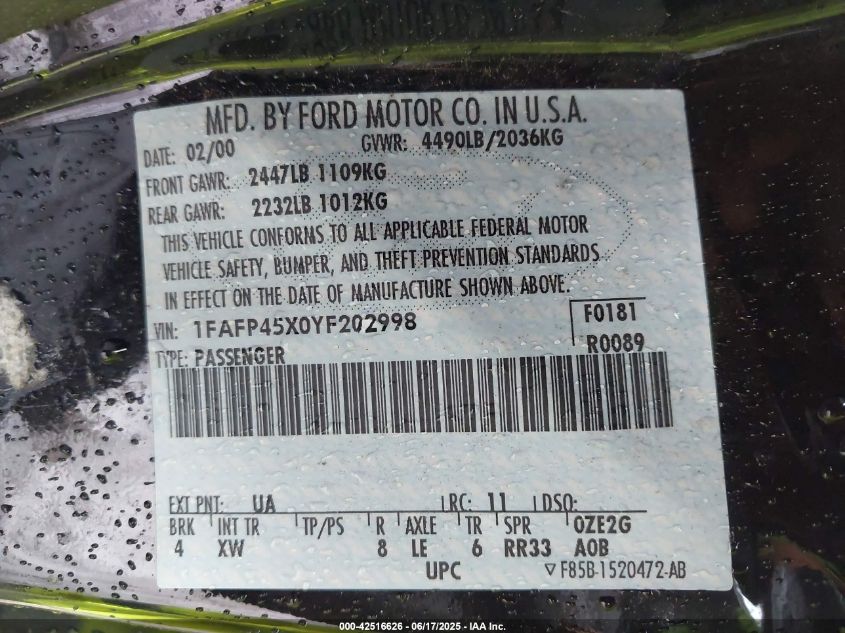 MFD. BY FORD MOTOR CO. IN U.S.A.
DATE: 02/00 GVWR: 4490LB/2036KG
FRONT GAWR: 2447LB 1109KG
REAR GAWR: 2232LB 1012KG
THIS VEHICLE CONFORMS TO ALL APPLICABLE FEDERAL MOTOR
VEHICLE SAFETY, BUMPER, AND THEFT PREVENTION STANDARDS
IN EFFECT ON THE DATE OF MANUFACTURE SHOWN ABOVE.
VIN: 1FAFP45X0YF202998 F0181
TYPE: PASSENGER R0089
EXT PNT: UA RC: 11 DSO:
BRK INT TR TP/PS R AXLE TR SPR OZE2G
4 XW 8 LE 6 RR33 AOB
UPC ▽F85B-1520472-AB
000-42516626 - 06/17/2025 - IAA Inc.